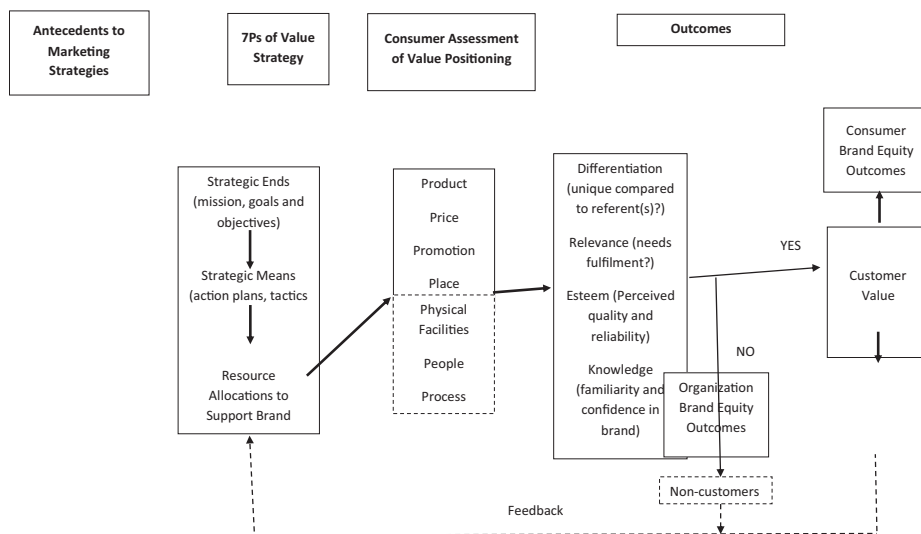 Antecedents to
Marketing
Strategies
7Ps of Value
Strategy
Consumer Assessment
of Value Positioning
Outcomes
Strategic Ends
(mission, goals and
objectives)
Strategic Means
(action plans, tactics
Resource
Allocations to
Support Brand
Product
Price
Promotion
Place
Physical
Facilities
People
Process
Differentiation
(unique compared
to referent(s)?)
Relevance (needs
fulfilment?)
Esteem (Perceived
quality and
reliability)
Knowledge
(familiarity and
confidence in
brand)
YES
NO
Consumer
Brand Equity
Outcomes
Customer
Value
Organization
Brand Equity
Outcomes
Non-customers
Feedback